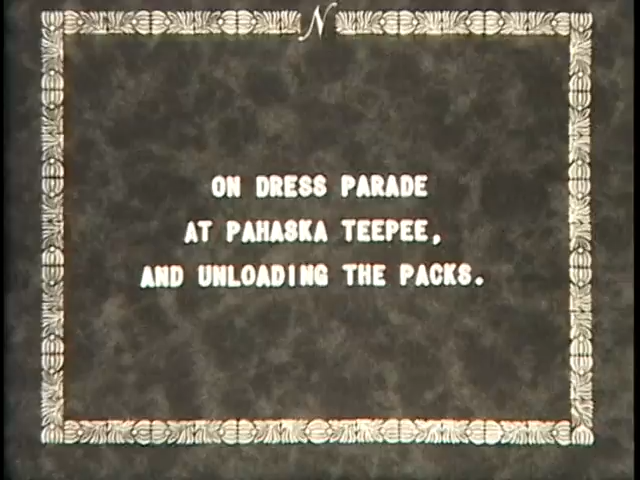 N
ON DRESS PARADE
AT PAHASKA TEEPEE,
AND UNLOADING THE PACKS.